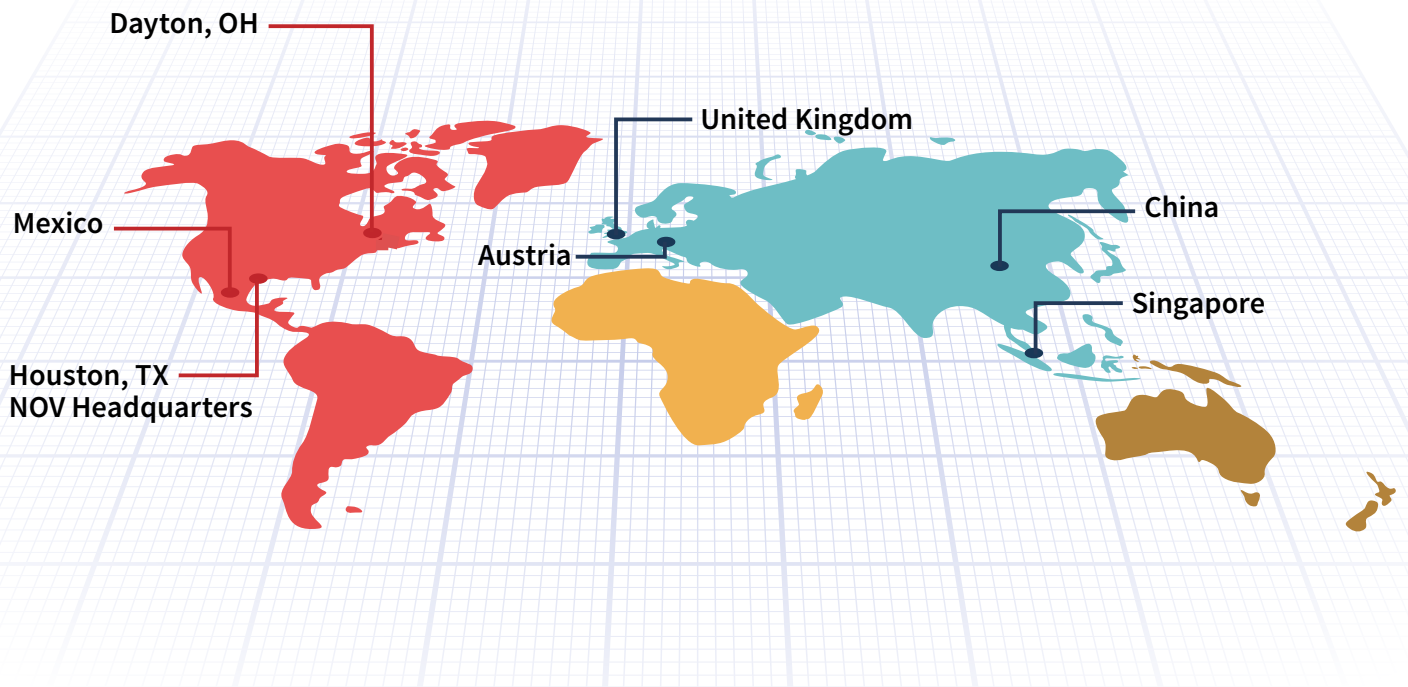 Dayton, OH
United Kingdom
China
Mexico
Austria
Singapore
Houston, TX
NOV Headquarters